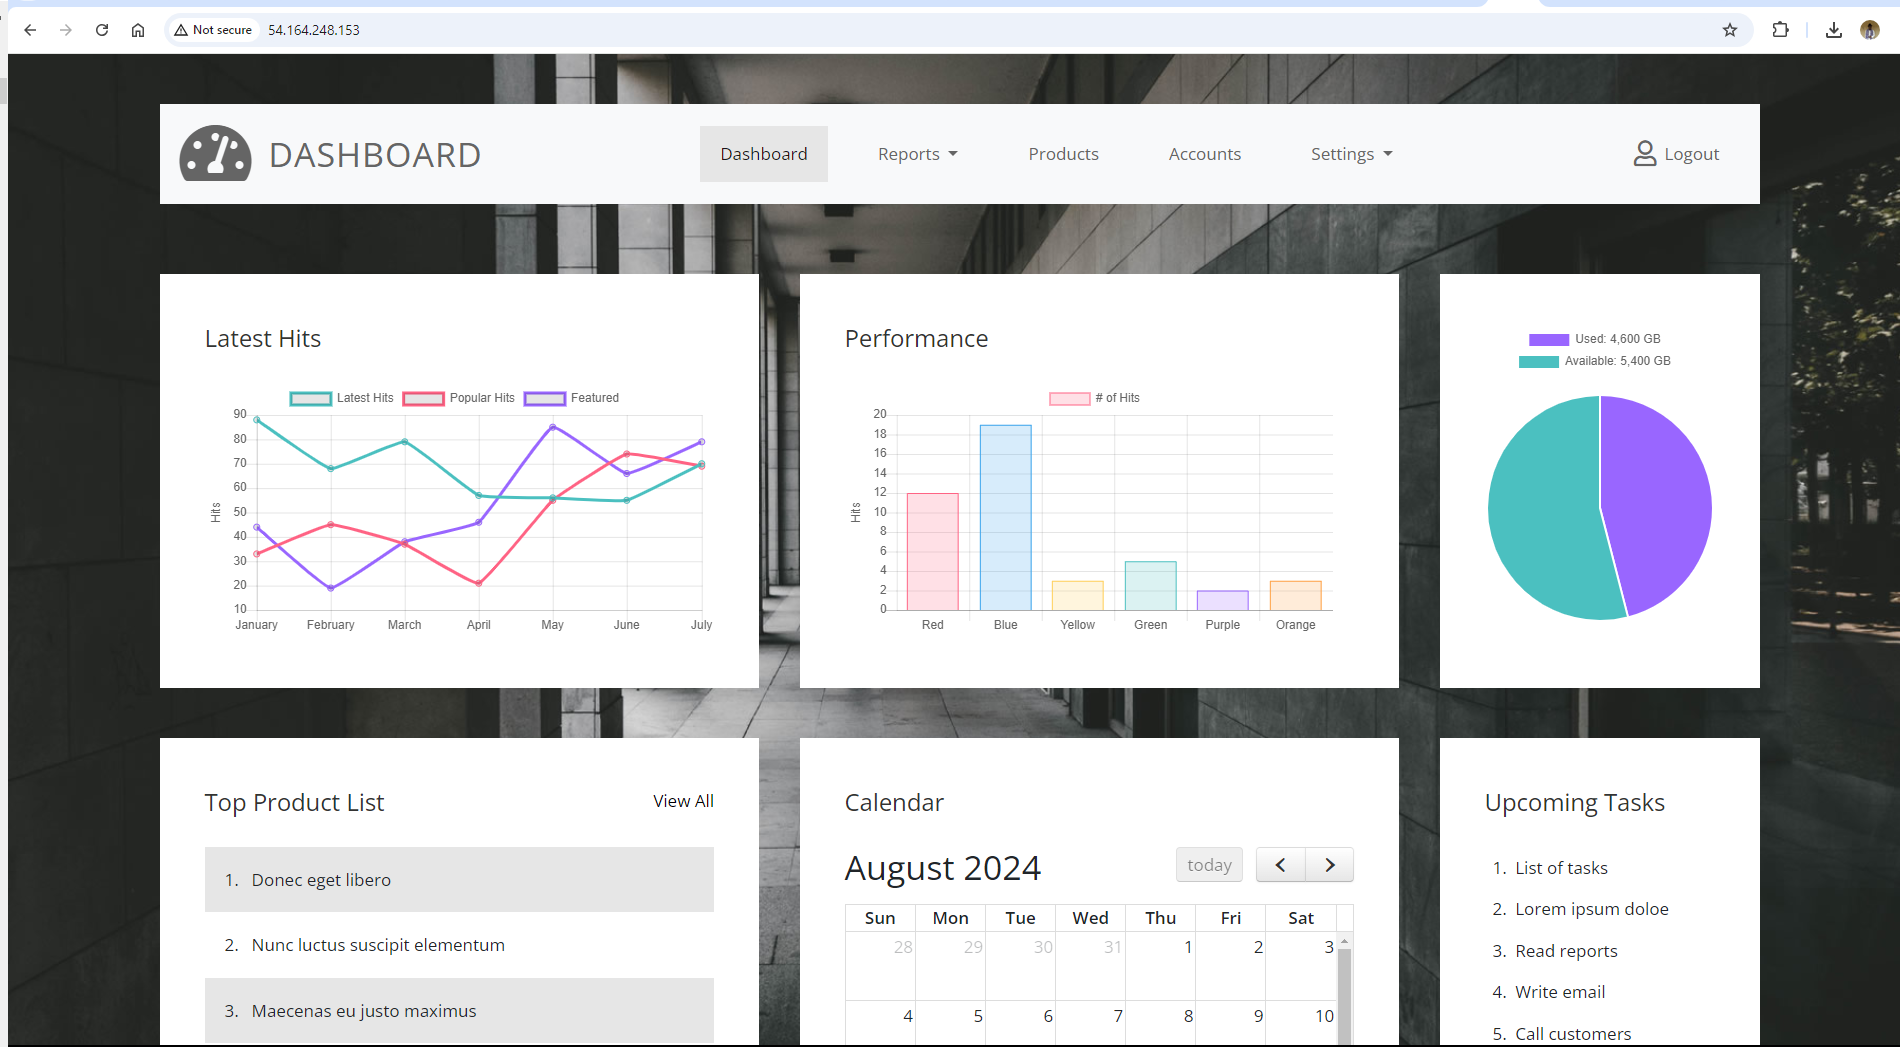 Not secure 54.164.248.153
DASHBOARD
Dashboard Reports Products Accounts Settings Logout
Latest Hits
Latest Hits Popular Hits Featured
90
80
70
60
50
40
30
20
10
Hits
January February March April May June July
Performance
# of Hits
20
18
16
14
12
10
8
6
4
2
0
Hits
Red Blue Yellow Green Purple Orange
Used: 4,600 GB
Available: 5,400 GB
Top Product List View All
1. Donec eget libero
2. Nunc luctus suscipit elementum
3. Maecenas eu justo maximus
Calendar
August 2024 today
Sun Mon Tue Wed Thu Fri Sat
28 29 30 31 1 2 3
4 5 6 7 8 9 10
Upcoming Tasks
1. List of tasks
2. Lorem ipsum doloe
3. Read reports
4. Write email
5. Call customers